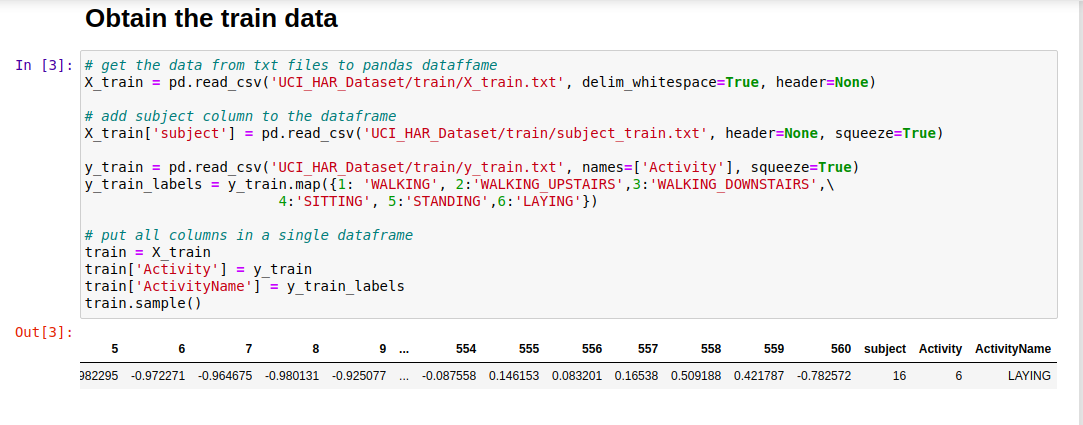 Obtain the train data
In [3]:
# get the data from txt files to pandas dataffame
X_train = pd.read_csv('UCI_HAR_Dataset/train/X_train.txt', delim_whitespace=True, header=None)
# add subject column to the dataframe
X_train['subject'] = pd.read_csv('UCI_HAR_Dataset/train/subject_train.txt', header=None, squeeze=True)
y_train = pd.read_csv('UCI_HAR_Dataset/train/y_train.txt', names=['Activity'], squeeze=True)
y_train_labels = y_train.map({1: 'WALKING', 2:'WALKING_UPSTAIRS',3:'WALKING_DOWNSTAIRS',\
4:'SITTING', 5:'STANDING',6:'LAYING'})
# put all columns in a single dataframe
train = X_train
train['Activity'] = y_train
train['ActivityName'] = y_train_labels
train.sample()
Out[3]:
5 6 7 8 9 ... 554 555 556 557 558 559 560 subject Activity ActivityName
982295 -0.972271 -0.964675 -0.980131 -0.925077 ... -0.087558 0.146153 0.083201 0.16538 0.509188 0.421787 -0.782572 16 6 LAYING